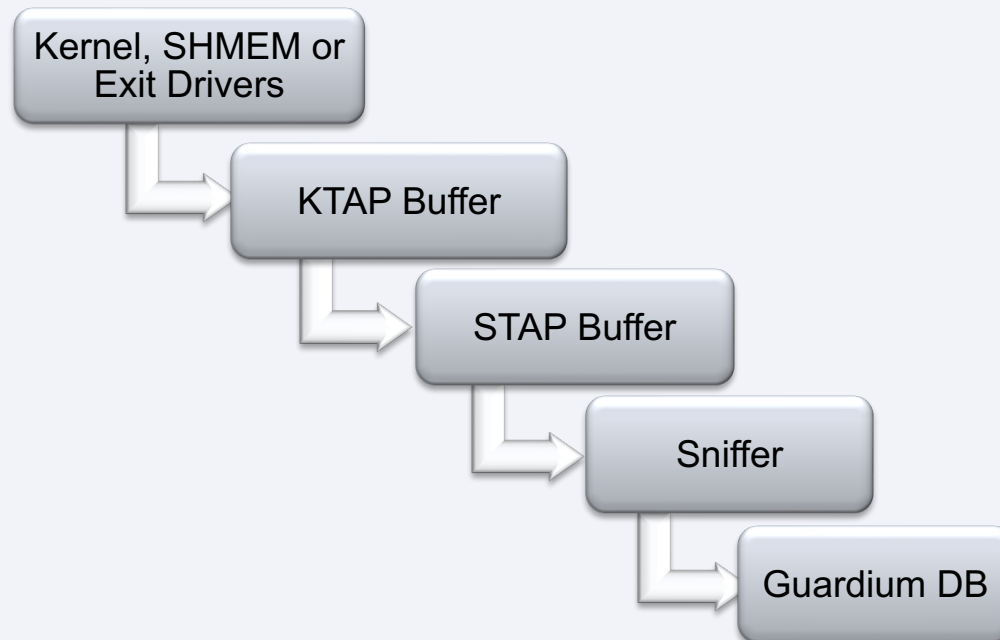 Kernel, SHMEM or
Exit Drivers
KTAP Buffer
STAP Buffer
Sniffer
Guardium DB